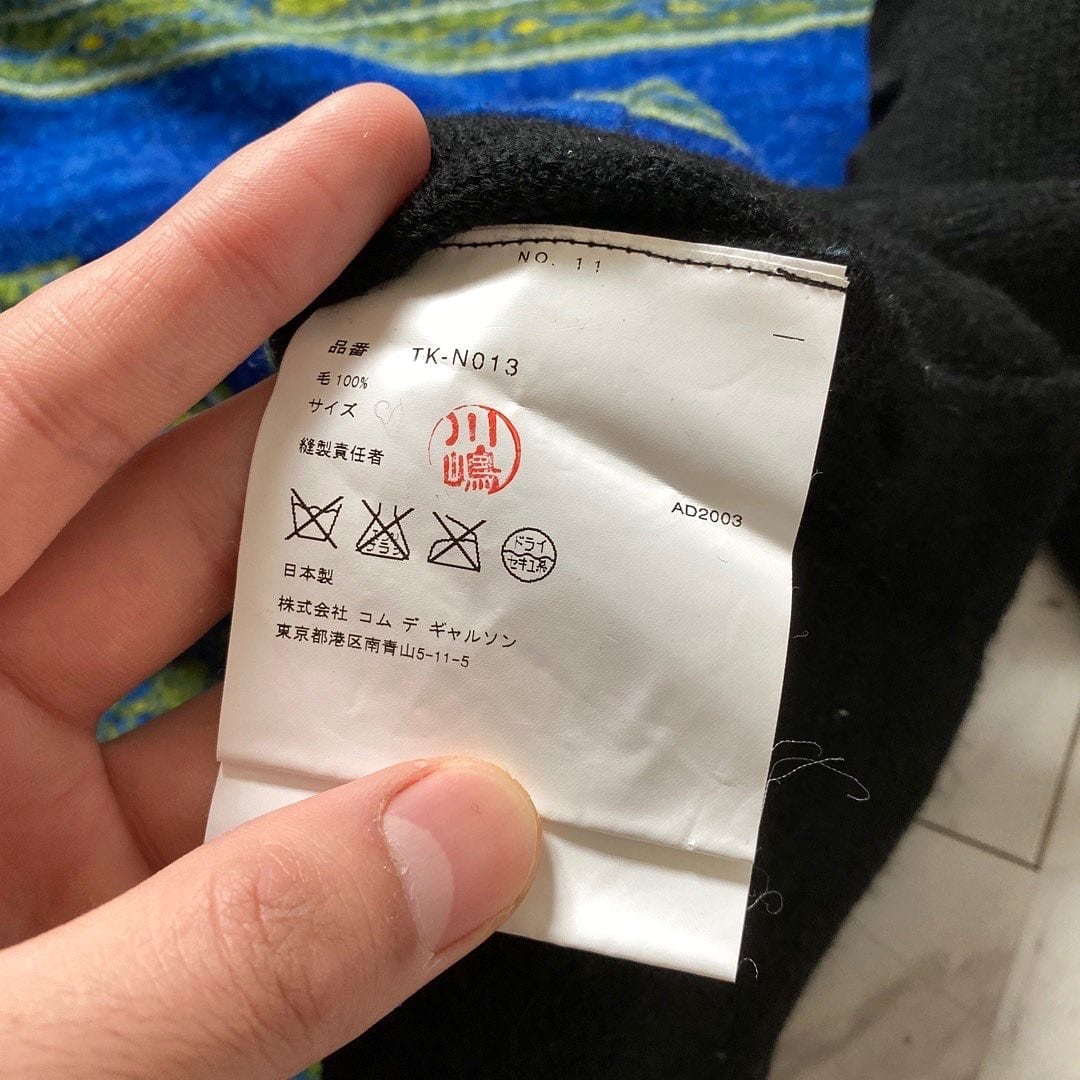 NO. 11
品番 TK-N013
毛 100%
サイズ
縫製責任者
川嶋
AD2003
ドライ
セキユ系
日本製
株式会社 コム デ ギャルソン
東京都港区南青山5-11-5